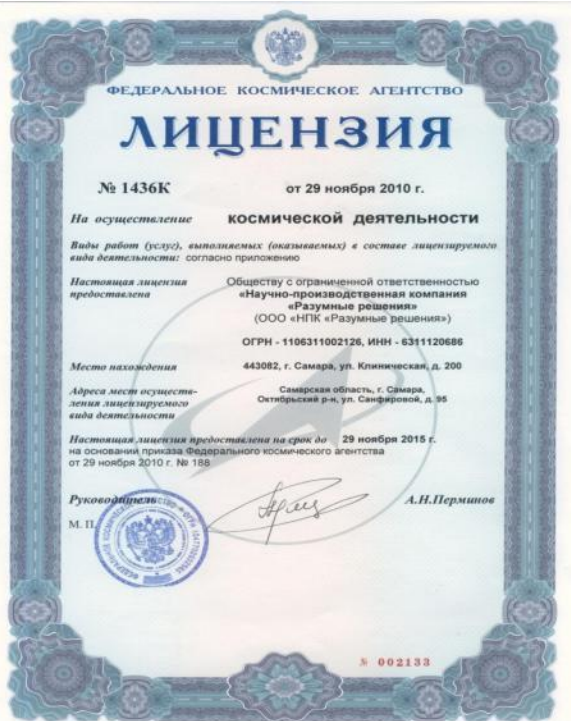 ФЕДЕРАЛЬНОЕ КОСМИЧЕСКОЕ АГЕНТСТВО
ЛИЦЕНЗИЯ
№ 1436К от 29 ноября 2010 г.
На осуществление космической деятельности
Виды работ (услуг), выполняемых (оказываемых) в составе лицензируемого
вида деятельности: согласно приложению
Настоящая лицензия предоставлена
Обществу с ограниченной ответственностью
«Научно-производственная компания
«Разумные решения»
(ООО «НПК «Разумные решения»)
ОГРН - 1106311002126, ИНН - 6311120686
Место нахождения 443082, г. Самара, ул. Клиническая, д. 200
Адреса мест осуществ-
ления лицензируемого
вида деятельности
Самарская область, г. Самара,
Октябрьский р-н, ул. Санфировой, д. 95
Настоящая лицензия предоставлена на срок до 29 ноября 2015 г.
на основании приказа Федерального космического агентства
от 29 ноября 2010 г. № 188
Руководитель А.Н.Перминов
М. П.
№ 002133